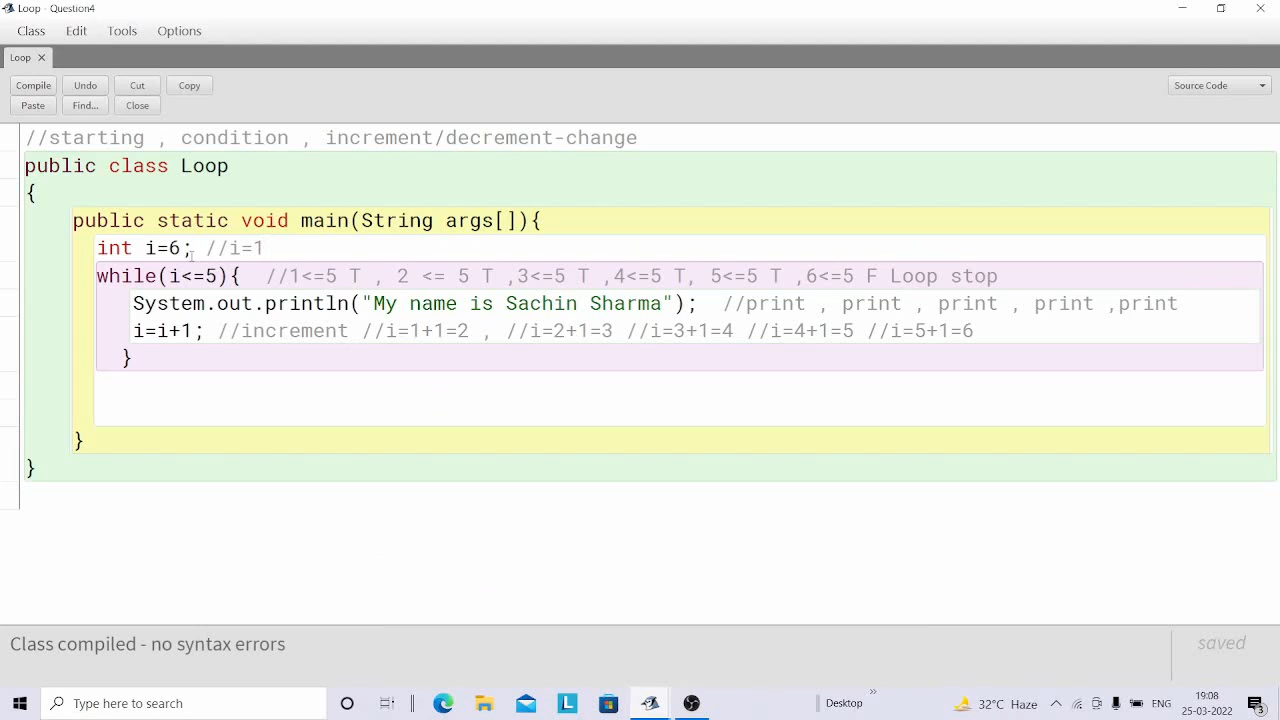 Loop - Question4
Class Edit Tools Options
Loop ×
Compile Undo Cut Copy
Paste Find... Close
Source Code
//starting , condition , increment/decrement-change
public class Loop
{
public static void main(String args[]){
int i=6; //i=1
while(i<=5){ //1<=5 T , 2 <= 5 T ,3<=5 T ,4<=5 T, 5<=5 T ,6<=5 F Loop stop
System.out.println("My name is Sachin Sharma"); //print , print , print , print ,print
i=i+1; //increment //i=1+1=2 , //i=2+1=3 //i=3+1=4 //i=4+1=5 //i=5+1=6
}
}
}
Class compiled - no syntax errors
saved
Type here to search
L
Desktop
»
32°C Haze
ENG
19:08
25-03-2022
3